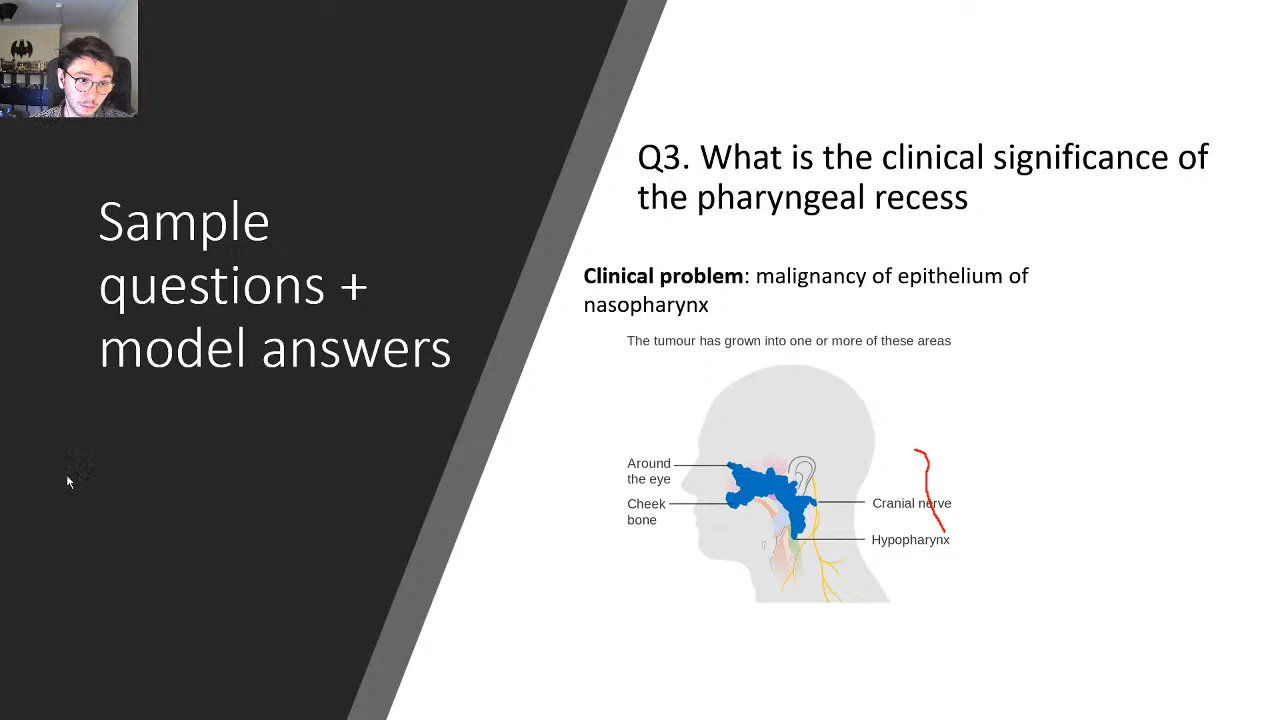 Sample
questions +
model answers
Q3. What is the clinical significance of
the pharyngeal recess
Clinical problem: malignancy of epithelium of
nasopharynx
The tumour has grown into one or more of these areas
Around
the eye
Cheek
bone
Cranial nerve
Hypopharynx